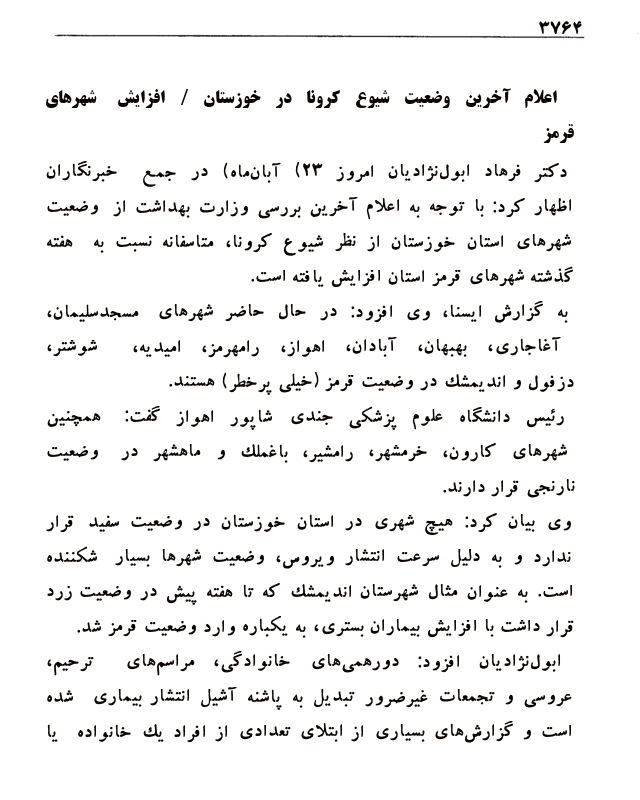 ۳۷۶۴
اعلام آخرین وضعیت شیوع کرونا در خوزستان / افزایش شهرهای
قرمز
دکتر فرهاد ابول‌نژادیان امروز ۲۳) آبان‌ماه) در جمع خبرنگاران
اظهار کرد: با توجه به اعلام آخرین بررسی وزارت بهداشت از وضعیت
شهرهای استان خوزستان از نظر شیوع کرونا، متاسفانه نسبت به هفته
گذشته شهرهای قرمز استان افزایش یافته است.
به گزارش ایسنا، وی افزود: در حال حاضر شهرهای مسجدسلیمان،
آغاجاری، بهبهان، آبادان، اهواز، رامهرمز، امیدیه، شوشتر،
دزفول و اندیمشك در وضعیت قرمز (خیلی پرخطر) هستند.
رئیس دانشگاه علوم پزشکی جندی شاپور اهواز گفت: همچنین
شهرهای کارون، خرمشهر، رامشیر، باغملك و ماهشهر در وضعیت
نارنجی قرار دارند.
وی بیان کرد: هیچ شهری در استان خوزستان در وضعیت سفید قرار
ندارد و به دلیل سرعت انتشار ویروس، وضعیت شهرها بسیار شکننده
است. به عنوان مثال شهرستان اندیمشك که تا هفته پیش در وضعیت زرد
قرار داشت با افزایش بیماران بستری، به یکباره وارد وضعیت قرمز شد.
ابول‌نژادیان افزود: دورهمی‌های خانوادگی، مراسم‌های ترحیم،
عروسی و تجمعات غیرضرور تبدیل به پاشنه آشیل انتشار بیماری شده
است و گزارش‌های بسیاری از ابتلای تعدادی از افراد یك خانواده یا